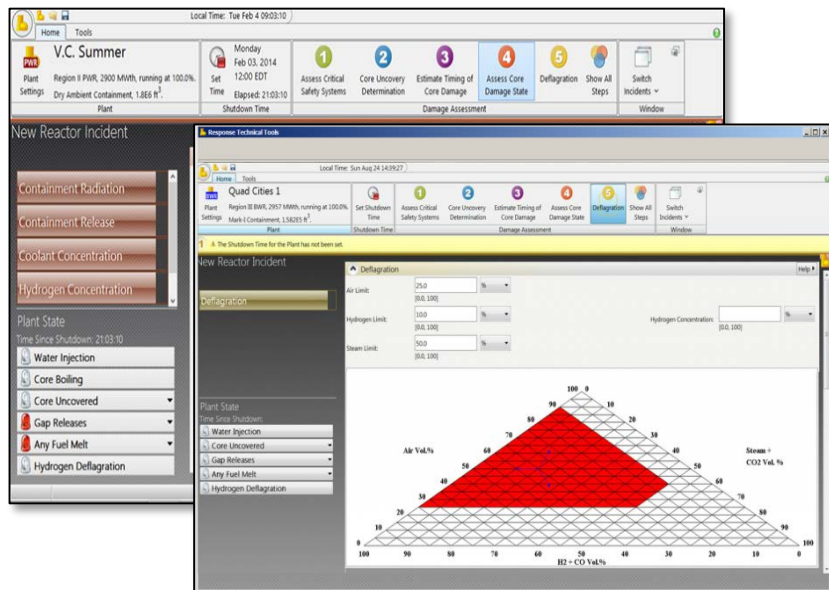 Local Time: Tue Feb 4 09:03:10
Home Tools
PWR
Plant Settings
V.C. Summer
Region II PWR, 2900 MWth, running at 100.0%.
Dry Ambient Containment, 1.8E6 ft³.
Plant
Set Time
Monday
Feb 03, 2014
12:00 EDT
Elapsed: 21:03:10
Shutdown Time
1 Assess Critical Safety Systems
2 Core Uncovery Determination
3 Estimate Timing of Core Damage
4 Assess Core Damage State
5 Deflagration
Show All Steps
Damage Assessment
Switch Incidents
Window
New Reactor Incident
Containment Radiation
Containment Release
Coolant Concentration
Hydrogen Concentration
Plant State
Time Since Shutdown: 21:03:10
Water Injection
Core Boiling
Core Uncovered
Gap Releases
Any Fuel Melt
Hydrogen Deflagration
Response Technical Tools
Local Time: Sun Aug 24 14:39:27
Home Tools
Plant Settings
Quad Cities 1
Region III BWR, 2957 MWth, running at 100.0%.
Mark-I Containment, 1.582E5 ft³.
Plant
Set Shutdown Time
Shutdown Time
1 Assess Critical Safety Systems
2 Core Uncovery Determination
3 Estimate Timing of Core Damage
4 Assess Core Damage State
5 Deflagration
Show All Steps
Damage Assessment
Switch Incidents
Window
1 The Shutdown Time for the Plant has not been set.
New Reactor Incident
Deflagration
Plant State
Time Since Shutdown:
Water Injection
Core Uncovered
Gap Releases
Any Fuel Melt
Hydrogen Deflagration
Deflagration
Help
Air Limit: 25.0 %
[0.0, 100]
Hydrogen Limit: 10.0 %
[0.0, 100]
Hydrogen Concentration: %
[0.0, 100]
Steam Limit: 50.0 %
[0.0, 100]
100 0
90 10
80 20
70 30
60 40
50 50
40 60
30 70
20 80
10 90
0 100
Air Vol.%
Steam + CO2 Vol. %
100 90 80 70 60 50 40 30 20 10 0
H2 + CO Vol.%